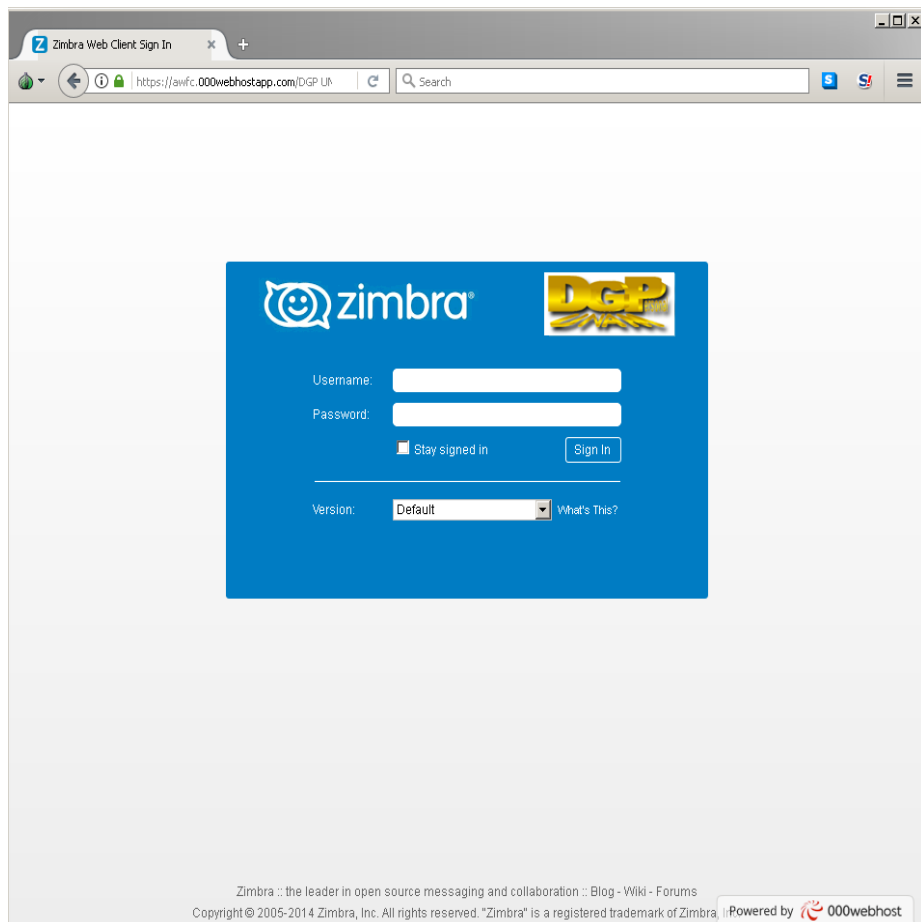 Zimbra Web Client Sign In
https://awfc.000webhostapp.com/DGP UN
Search
zimbra®
DGP
UNAM
Username:
Password:
Stay signed in
Sign In
Version:
Default
What's This?
Zimbra :: the leader in open source messaging and collaboration :: Blog - Wiki - Forums
Copyright © 2005-2014 Zimbra, Inc. All rights reserved. "Zimbra" is a registered trademark of Zimbra,
Powered by 000webhost